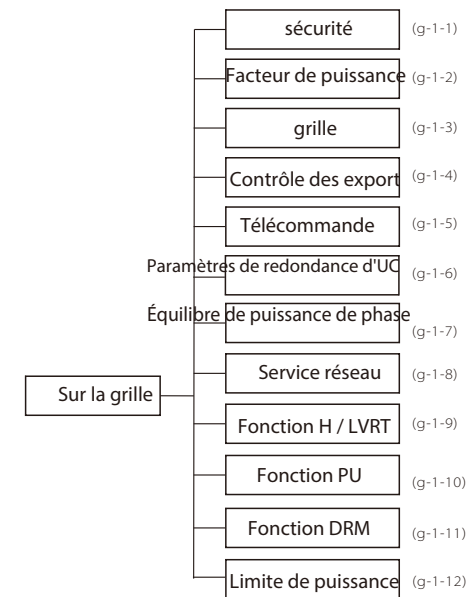 sécurité (g-1-1)
Facteur de puissance (g-1-2)
grille (g-1-3)
Contrôle des export (g-1-4)
Télécommande (g-1-5)
Paramètres de redondance d'UC (g-1-6)
Équilibre de puissance de phase (g-1-7)
Service réseau (g-1-8)
Sur la grille
Fonction H / LVRT (g-1-9)
Fonction PU (g-1-10)
Fonction DRM (g-1-11)
Limite de puissance (g-1-12)